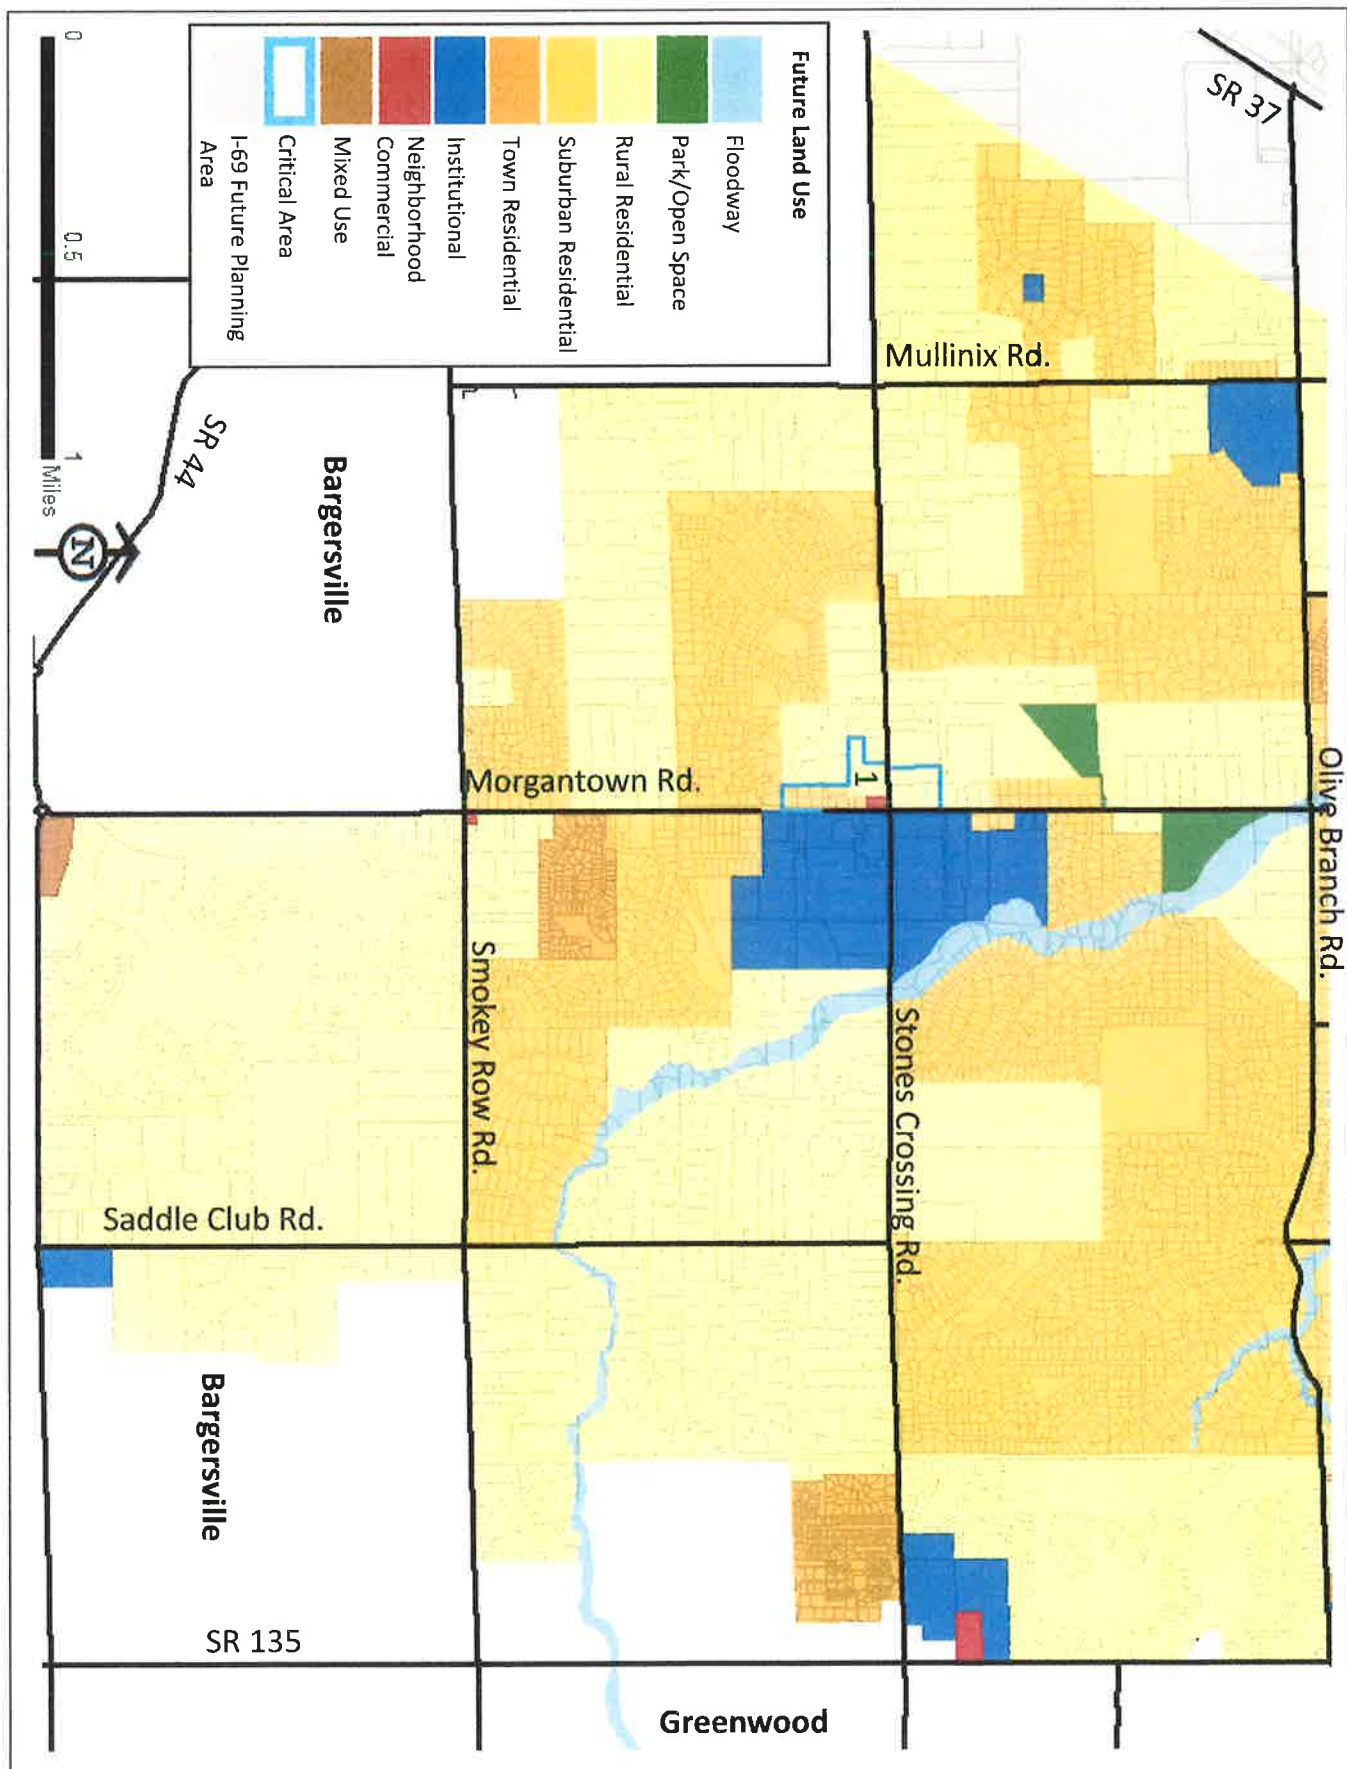 Future Land Use
Floodway
Park/Open Space
Rural Residential
Suburban Residential
Town Residential
Institutional
Neighborhood
Commercial
Mixed Use
Critical Area
I-69 Future Planning
Area
0
0.5
1
Miles
N
SR 37
Mullinix Rd.
Olive Branch Rd.
Bargersville
SR 44
Morgantown Rd.
1
Smokey Row Rd.
Stones Crossing Rd.
Saddle Club Rd.
Bargersville
SR 135
Greenwood